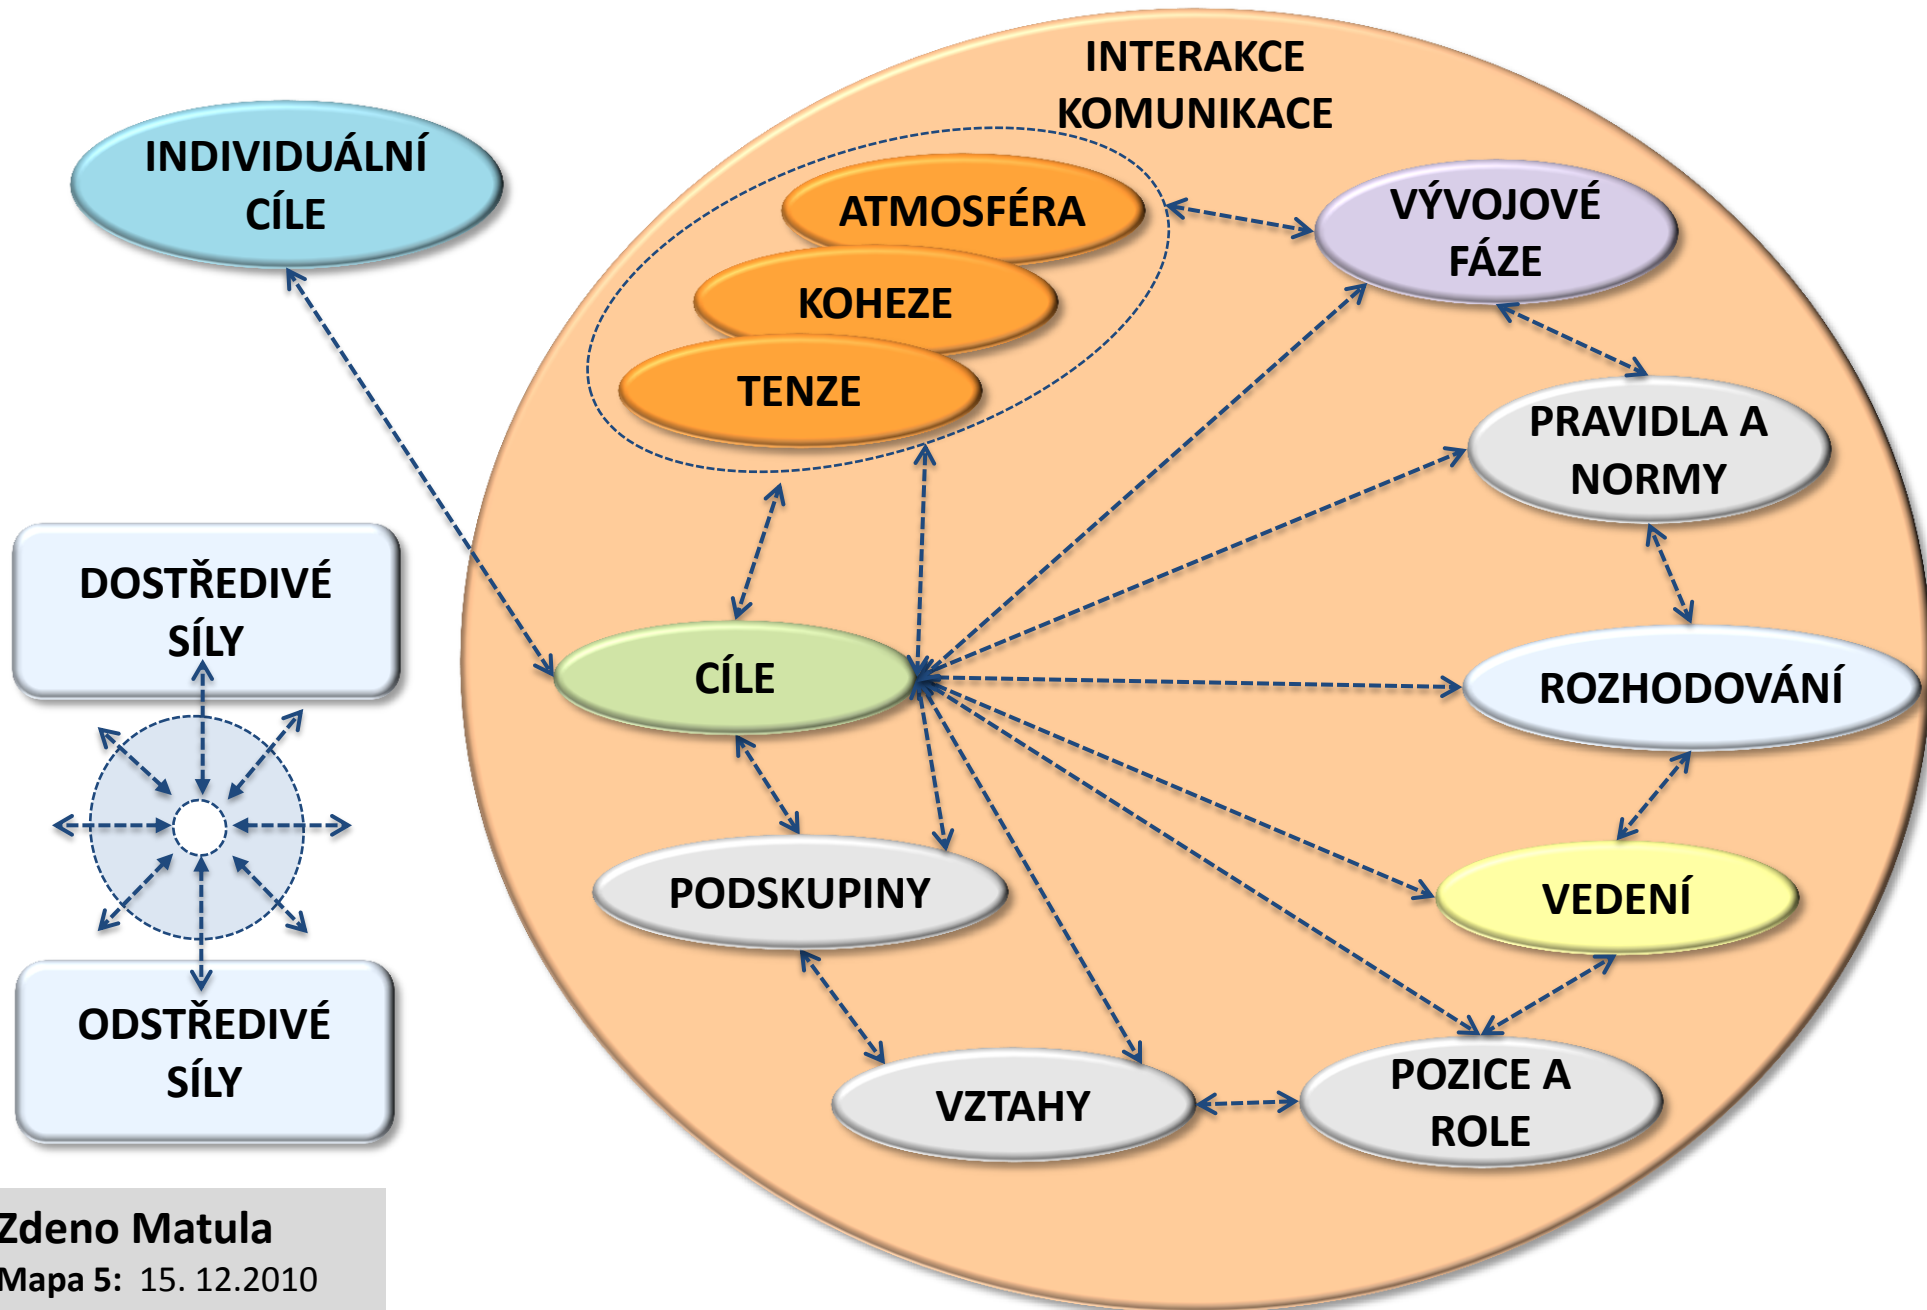 INTERAKCE
KOMUNIKACE
INDIVIDUÁLNÍ
CÍLE
ATMOSFÉRA
KOHEZE
TENZE
VÝVOJOVÉ
FÁZE
PRAVIDLA A
NORMY
DOSTŘEDIVÉ
SÍLY
CÍLE
ROZHODOVÁNÍ
PODSKUPINY
VEDENÍ
ODSTŘEDIVÉ
SÍLY
VZTAHY
POZICE A
ROLE
Zdeno Matula
Mapa 5: 15. 12.2010